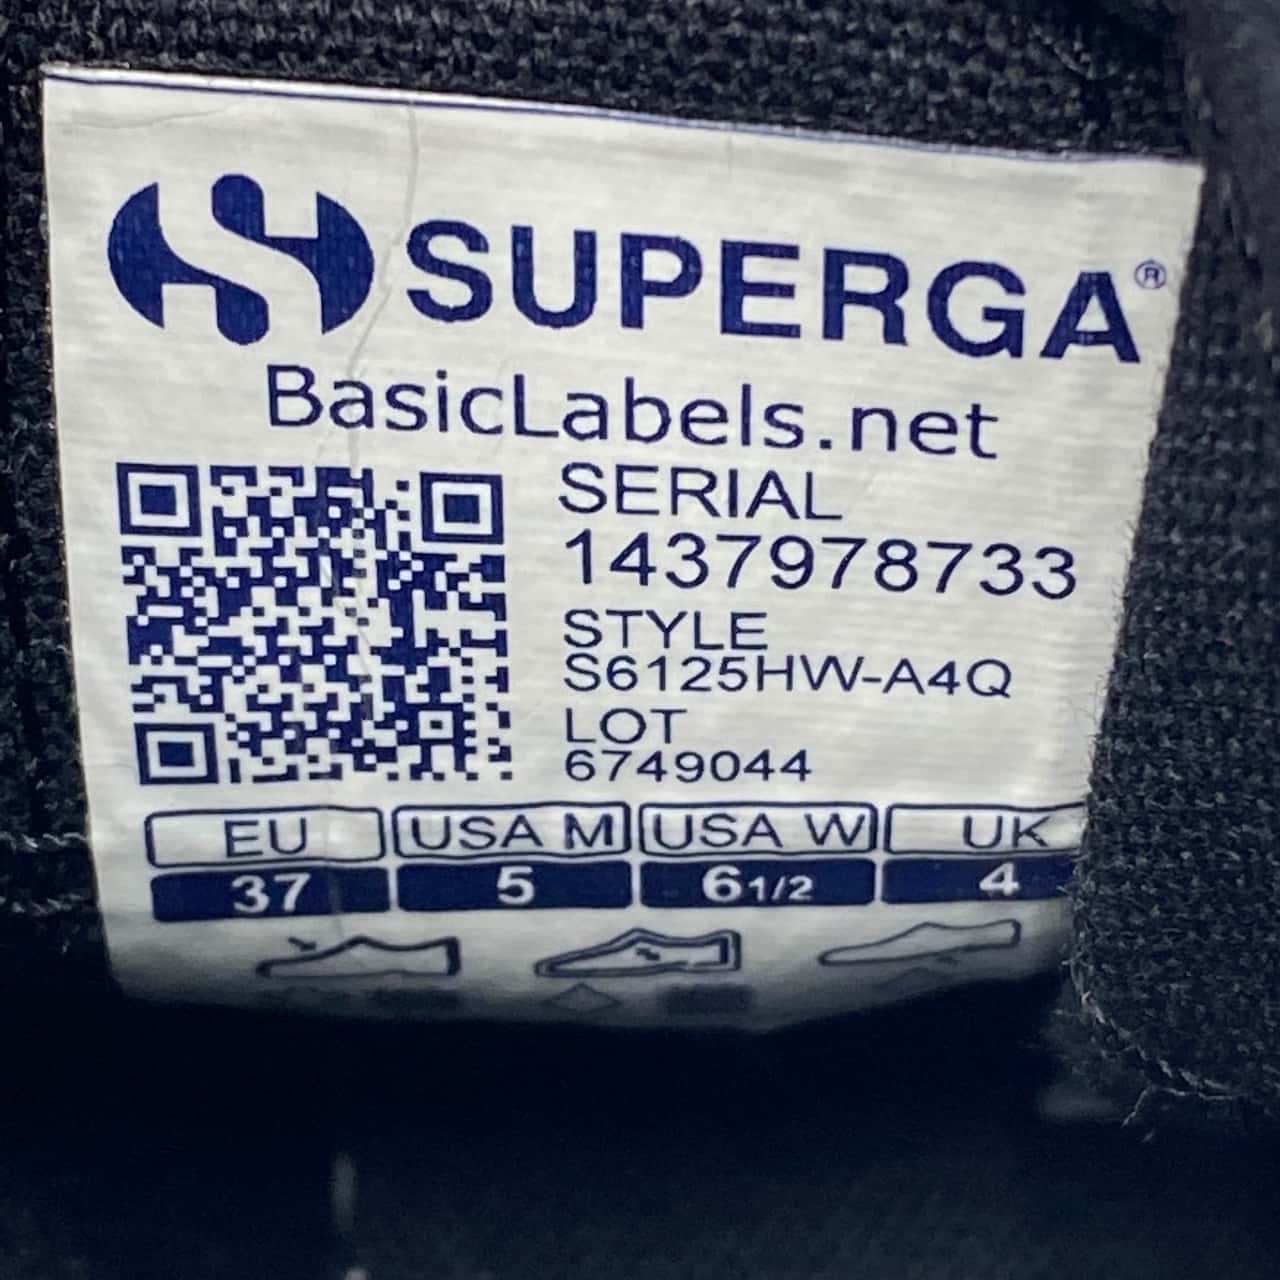 SUPERGA®
BasicLabels.net
SERIAL
1437978733
STYLE
S6125HW-A4Q
LOT
6749044
EU USA M USA W UK
37 5 6 1/2 4